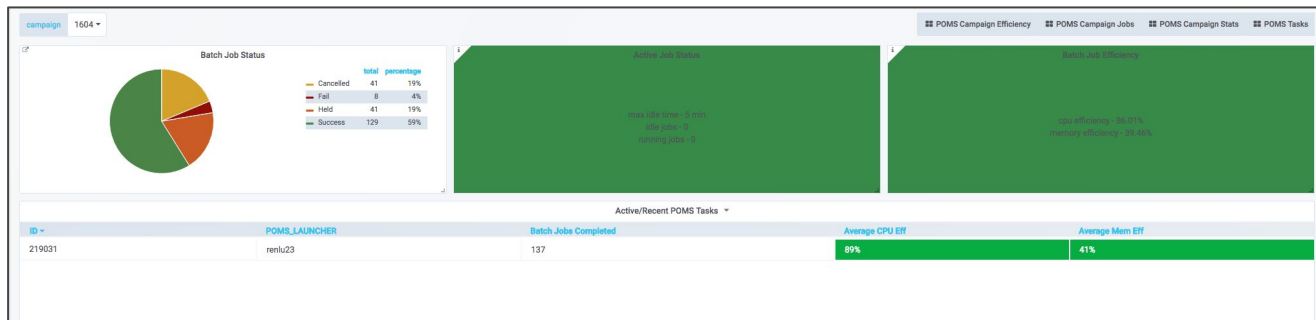 campaign 1604
POMS Campaign Efficiency POMS Campaign Jobs POMS Campaign Stats POMS Tasks
Batch Job Status
total percentage
Cancelled 41 19%
Fail 8 4%
Held 41 19%
Success 129 59%
Active Job Status
max idle time - 5 min
idle jobs - 0
running jobs - 0
Batch Job Efficiency
cpu efficiency - 86.01%
memory efficiency - 39.46%
Active/Recent POMS Tasks
ID POMS_LAUNCHER Batch Jobs Completed Average CPU Eff Average Mem Eff
219031 renlu23 137 89% 41%